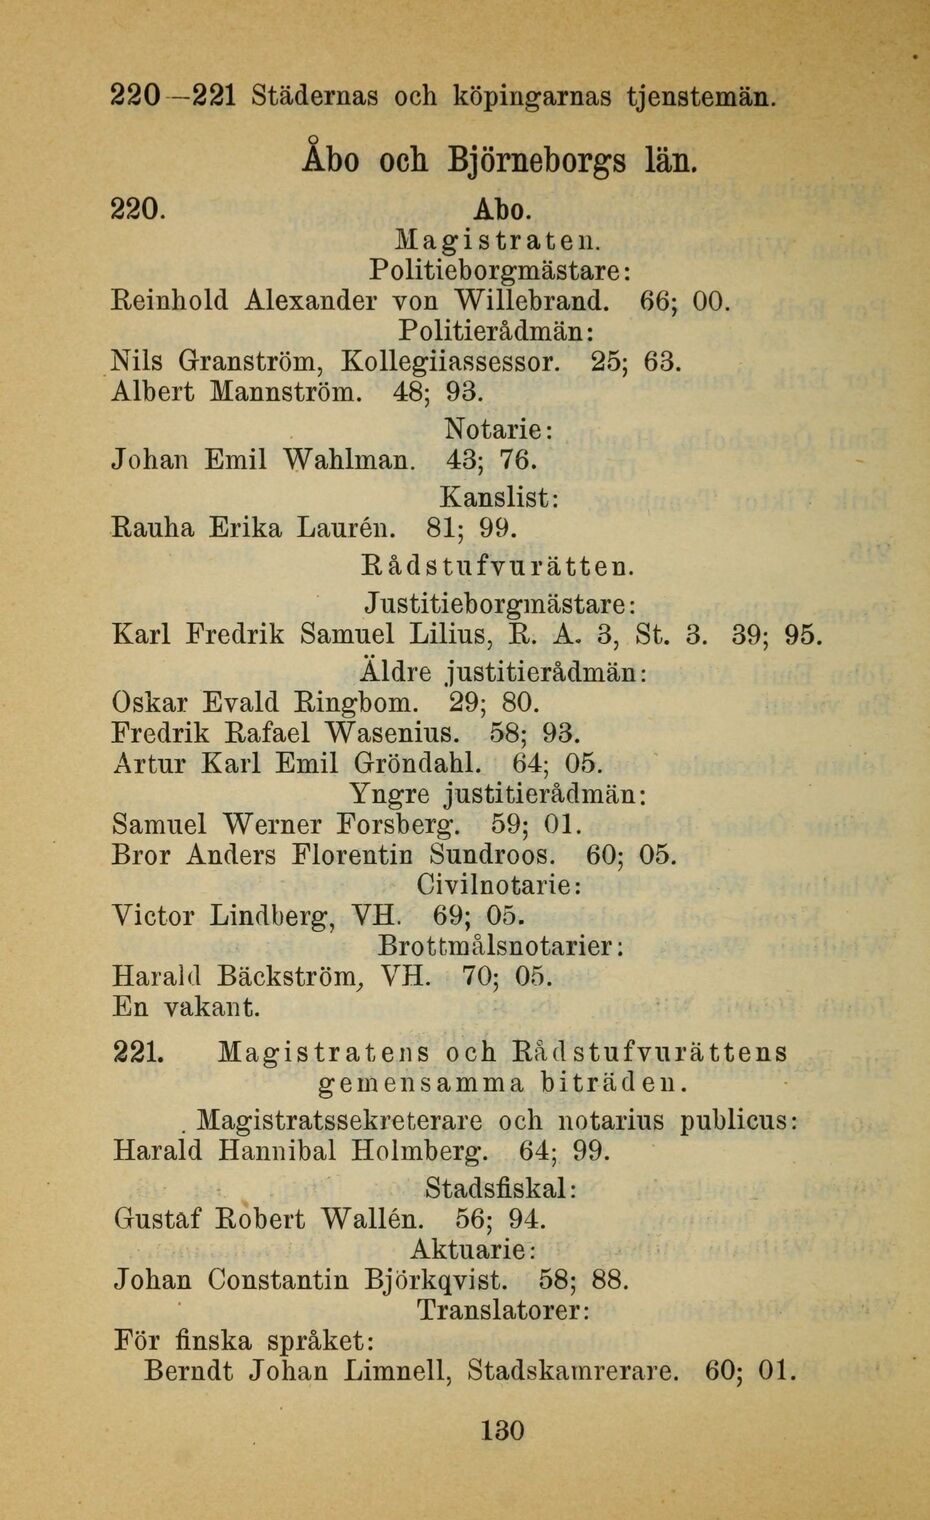 220—221 Städernas och köpingarnas tjenstemän.
Åbo och Björneborgs län.
220. Abo.
Magistraten.
Politieborgmästare:
Reinhold Alexander von Willebrand. 66; 00.
Politierådmän:
Nils Granström, Kollegiiassessor. 25; 63.
Albert Mannström. 48; 93.
Notarie:
Johan Emil Wahlman. 43; 76.
Kanslist:
Rauha Erika Laurén. 81; 99.
Rådstufvurätten.
Justitieborgmästare:
Karl Fredrik Samuel Lilius, R. A. 3, St. 3. 39; 95.
Äldre justitierådmän:
Oskar Evald Ringbom. 29; 80.
Fredrik Rafael Wasenius. 58; 93.
Artur Karl Emil Gröndahl. 64; 05.
Yngre justitierådmän:
Samuel Werner Forsberg. 59; 01.
Bror Anders Florentin Sundroos. 60; 05.
Civilnotarie:
Victor Lindberg, VH. 69; 05.
Brottmålsnotarier:
Harald Bäckström, VH. 70; 05.
En vakant.
221. Magistratens och Rådstufvurättens
gemensamma biträden.
Magistratssekreterare och notarius publicus:
Harald Hannibal Holmberg. 64; 99.
Stadsfiskal:
Gustaf Robert Wallén. 56; 94.
Aktuarie:
Johan Constantin Björkqvist. 58; 88.
Translatorer:
För finska språket:
Berndt Johan Limnell, Stadskamrerare. 60; 01.
130